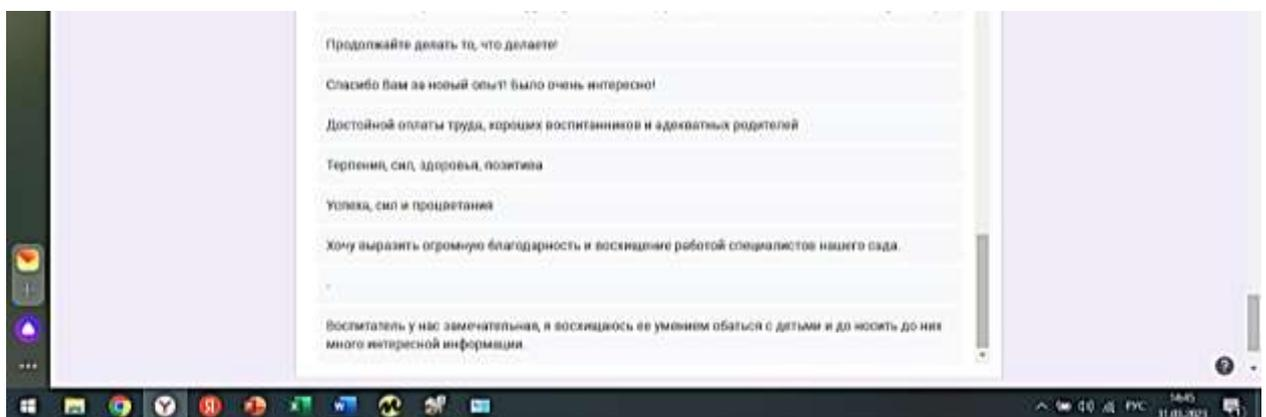 Продолжайте делать то, что делаете!
Спасибо Вам за новый опыт! Было очень интересно!
Достойной оплаты труда, хороших воспитанников и адекватных родителей
Терпения, сил, здоровья, позитива
Успеха, сил и процветания
Хочу выразить огромную благодарность и восхищение работой специалистов нашего сада.
Воспитатель у нас замечательная, я восхищаюсь ее умением обаться с детьми и до носить до них
много интересной информации.
РУС